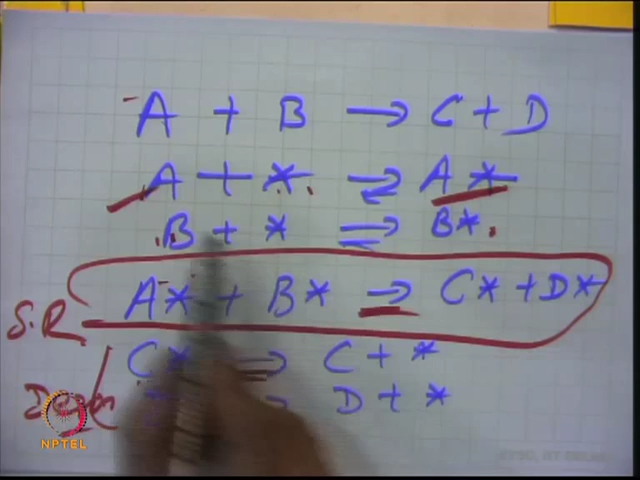 A + B → C + D
A + * ⇌ A*
B + * ⇌ B*
S.R A* + B* → C* + D*
C* → C + *
D + *
NPTEL